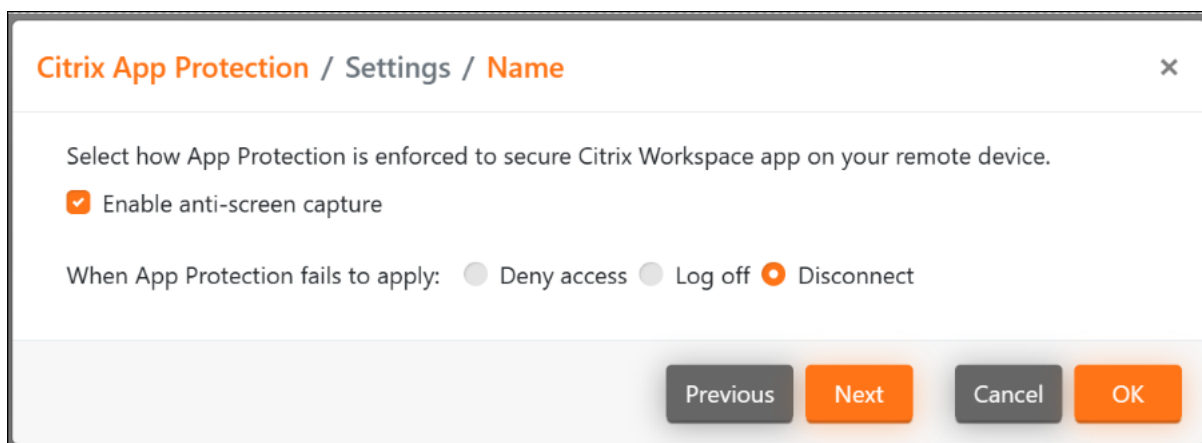 Citrix App Protection / Settings / Name ×
Select how App Protection is enforced to secure Citrix Workspace app on your remote device.
Enable anti-screen capture
When App Protection fails to apply: Deny access Log off Disconnect
Previous Next Cancel OK